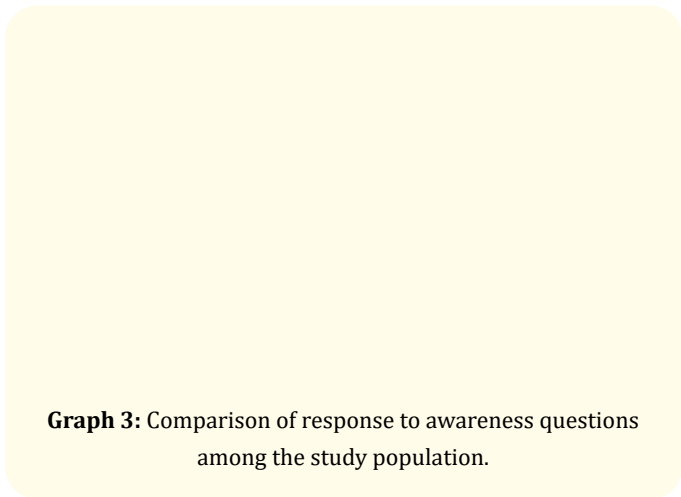 Graph 3: Comparison of response to awareness questions
among the study population.